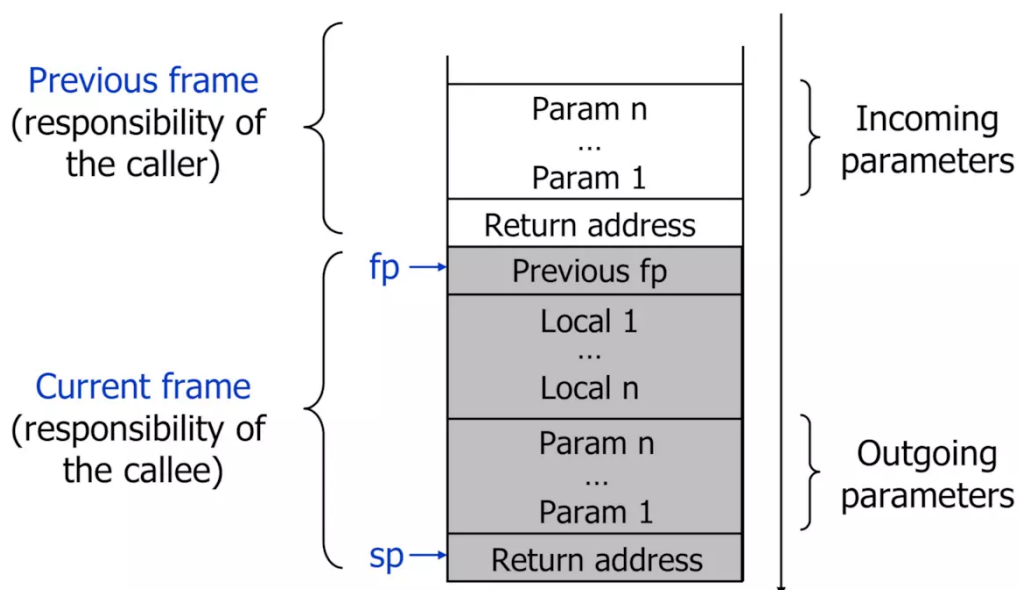 Previous frame
(responsibility of
the caller)
Param n
...
Param 1
Incoming
parameters
Return address
fp
Previous fp
Local 1
...
Local n
Current frame
(responsibility of
the callee)
Param n
...
Param 1
Outgoing
parameters
sp
Return address